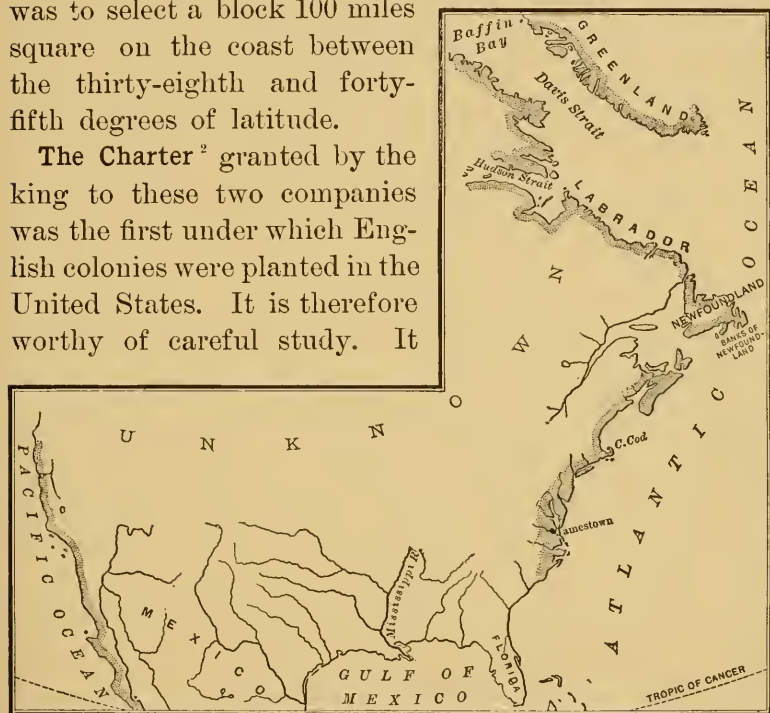 was to select a block 100 miles
square on the coast between
the thirty-eighth and forty-
fifth degrees of latitude.
The Charter² granted by the
king to these two companies
was the first under which Eng-
lish colonies were planted in the
United States. It is therefore
worthy of careful study. It
Baffin
Bay
GREENLAND
Davis Strait
Hudson Strait
LABRADOR
NEWFOUNDLAND
BANKS OF
NEWFOUND-
LAND
ATLANTIC OCEAN
UNKNOWN
C. Cod
Jamestown
PACIFIC OCEAN
MEXICO
Mississippi R.
FLORIDA
GULF OF
MEXICO
TROPIC OF CANCER